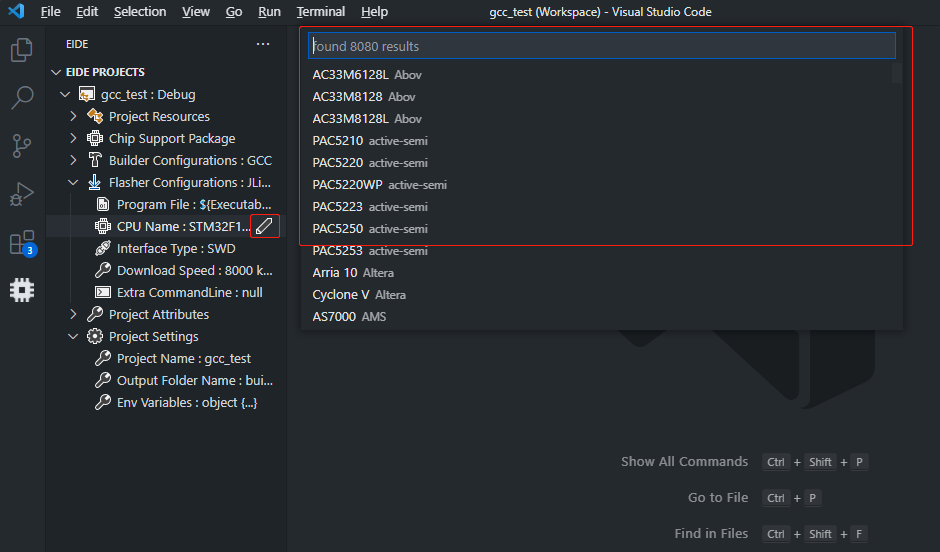 File Edit Selection View Go Run Terminal Help
gcc_test (Workspace) - Visual Studio Code
EIDE
EIDE PROJECTS
gcc_test : Debug
Project Resources
Chip Support Package
Builder Configurations : GCC
Flasher Configurations : JLi...
Program File : ${Executab...
CPU Name : STM32F1...
Interface Type : SWD
Download Speed : 8000 k...
Extra CommandLine : null
Project Attributes
Project Settings
Project Name : gcc_test
Output Folder Name : bui...
Env Variables : object {...}
3
found 8080 results
AC33M6128L Abov
AC33M8128 Abov
AC33M8128L Abov
PAC5210 active-semi
PAC5220 active-semi
PAC5220WP active-semi
PAC5223 active-semi
PAC5250 active-semi
PAC5253 active-semi
Arria 10 Altera
Cyclone V Altera
AS7000 AMS
Show All Commands Ctrl + Shift + P
Go to File Ctrl + P
Find in Files Ctrl + Shift + F